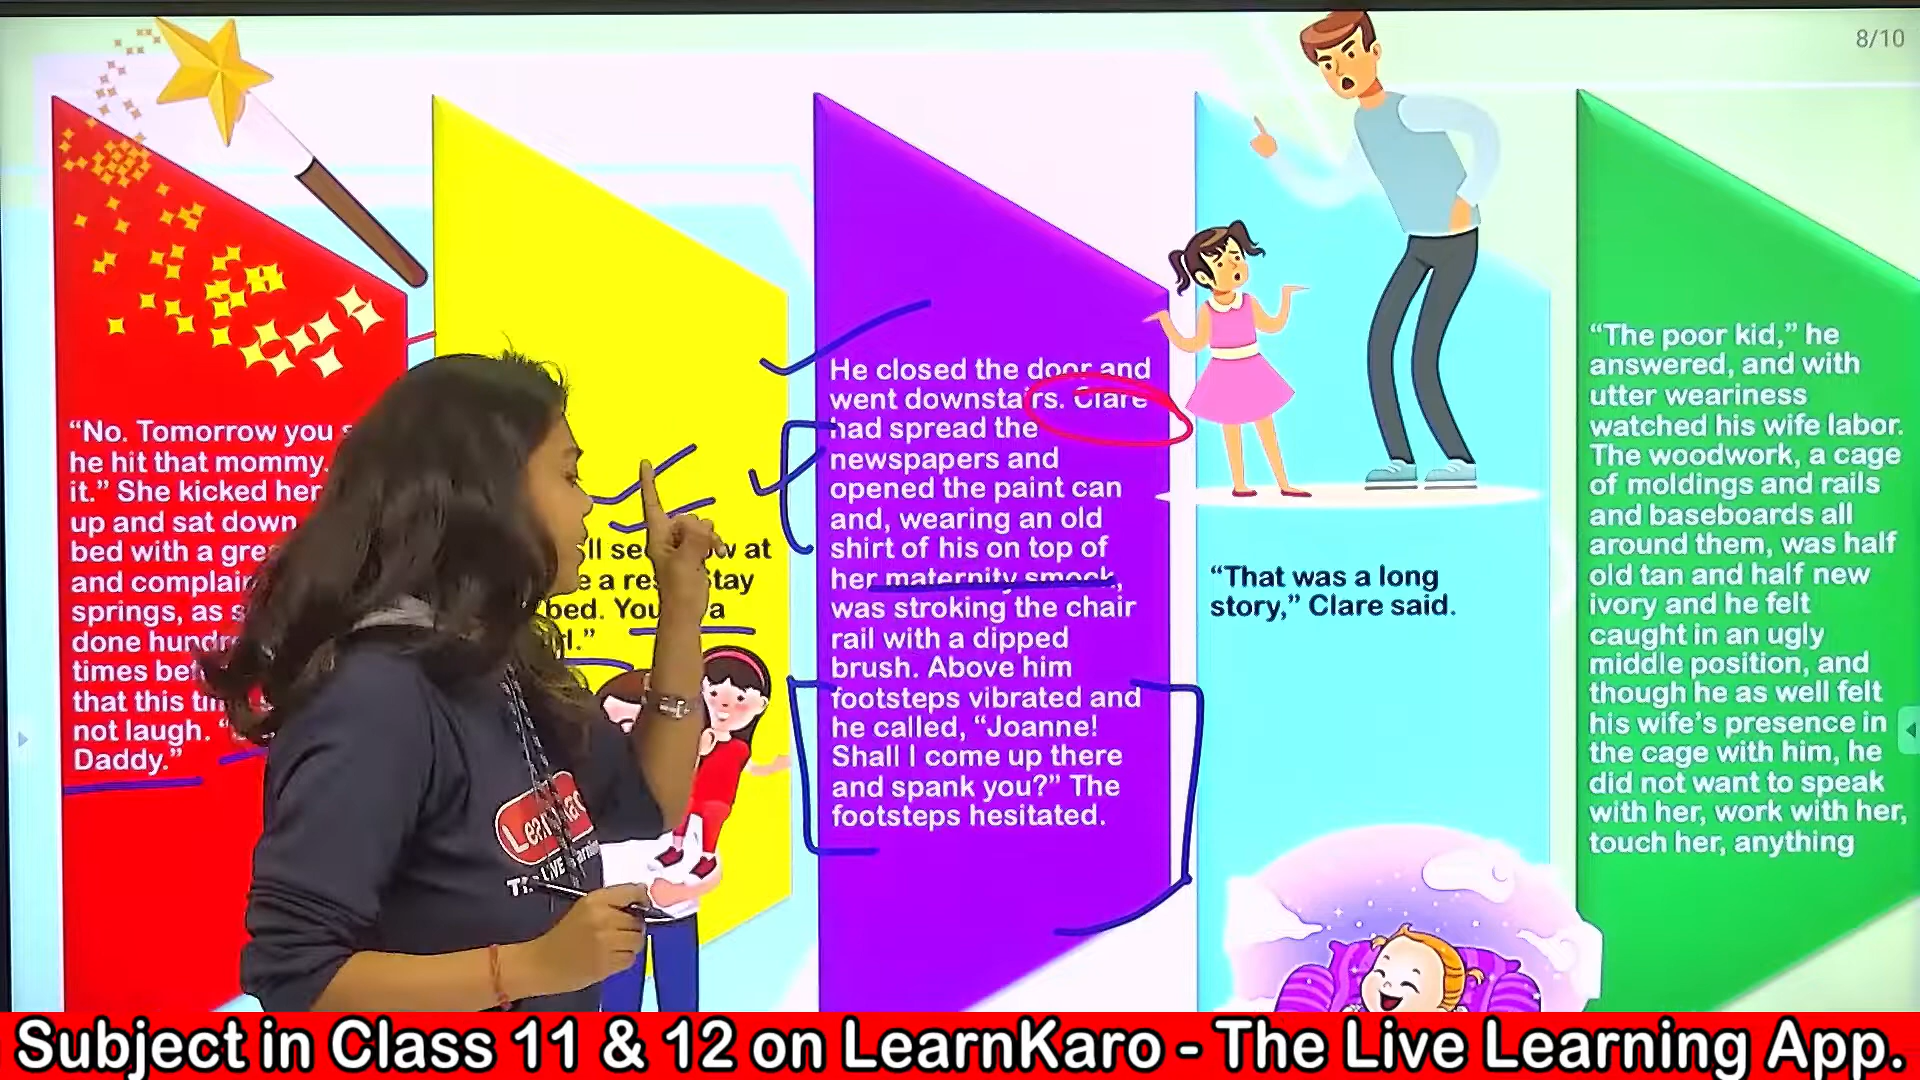 8/10
“No. Tomorrow you
he hit that mommy.
it.” She kicked her
up and sat down
bed with a
and
springs, as
done
times
that this
not laugh.
Daddy.”
at
a
bed.
a
He closed the door and
went downstairs. Clare
had spread the
newspapers and
opened the paint can
and, wearing an old
shirt of his on top of
her maternity smock,
was stroking the chair
rail with a dipped
brush. Above him
footsteps vibrated and
he called, “Joanne!
Shall I come up there
and spank you?” The
footsteps hesitated.
“That was a long
story,” Clare said.
“The poor kid,” he
answered, and with
utter weariness
watched his wife labor.
The woodwork, a cage
of moldings and rails
and baseboards all
around them, was half
old tan and half new
ivory and he felt
caught in an ugly
middle position, and
though he as well felt
his wife’s presence in
the cage with him, he
did not want to speak
with her, work with her,
touch her, anything
Subject in Class 11 & 12 on LearnKaro - The Live Learning App.